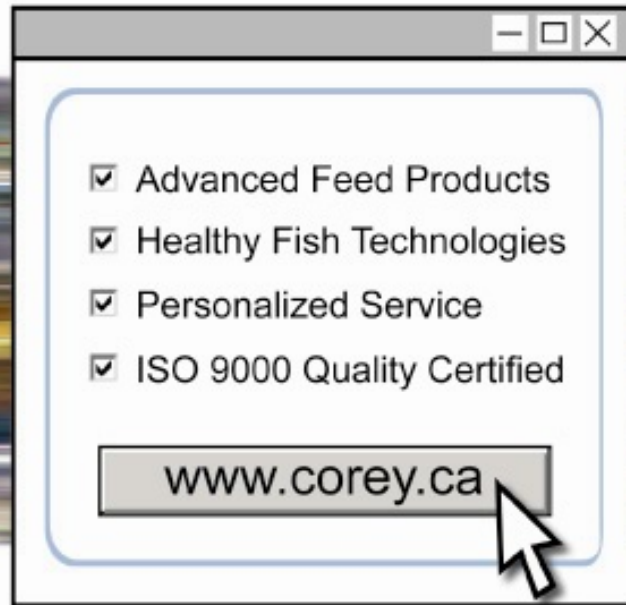 Advanced Feed Products
Healthy Fish Technologies
Personalized Service
ISO 9000 Quality Certified
www.corey.ca